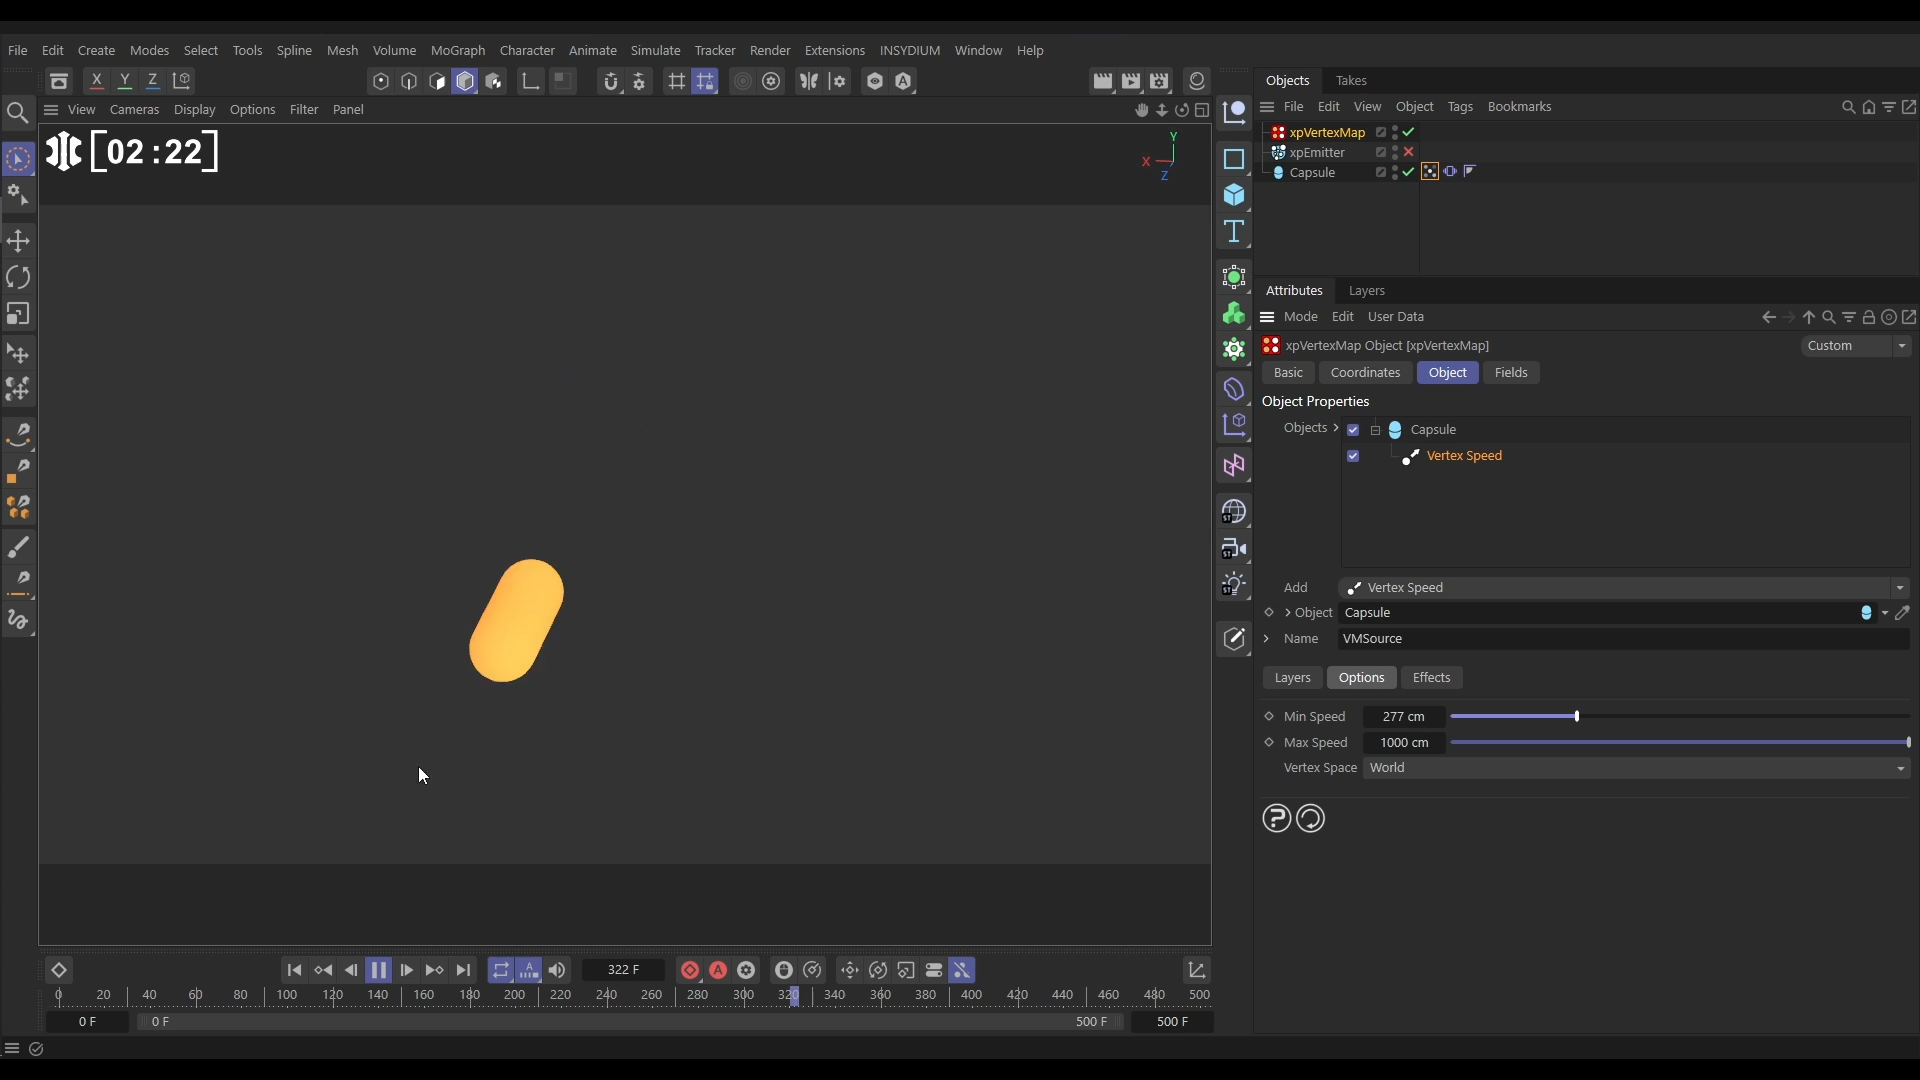 File Edit Create Modes Select Tools Spline Mesh Volume MoGraph Character Animate Simulate Tracker Render Extensions INSYDIUM Window Help
X Y Z
Objects Takes
View Cameras Display Options Filter Panel
File Edit View Object Tags Bookmarks
[02:22]
Y
X
Z
xpVertexMap
xpEmitter
Capsule
Attributes Layers
Mode Edit User Data
xpVertexMap Object [xpVertexMap]
Custom
Basic Coordinates Object Fields
Object Properties
Objects
Capsule
Vertex Speed
Add Vertex Speed
Object Capsule
Name VMSource
Layers Options Effects
Min Speed 277 cm
Max Speed 1000 cm
Vertex Space World
ST
ST
ST
322 F
0 20 40 60 80 100 120 140 160 180 200 220 240 260 280 300 320 340 360 380 400 420 440 460 480 500
0 F 0 F 500 F 500 F